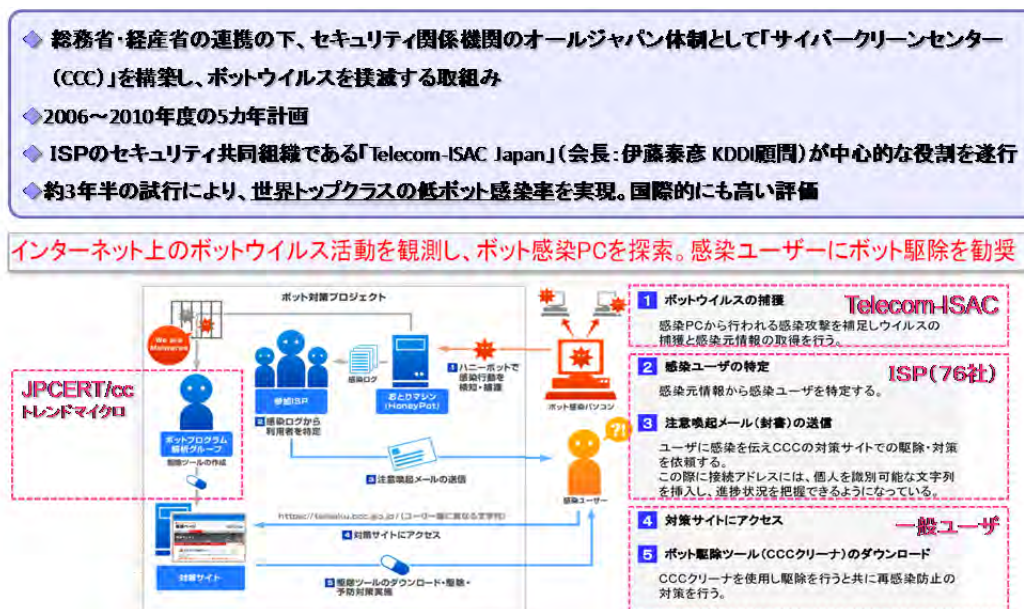 ◆ 総務省・経産省の連携の下、セキュリティ関係機関のオールジャパン体制として「サイバークリーンセンター
(CCC)」を構築し、ボットウイルスを撲滅する取組み
◆2006～2010年度の5カ年計画
◆ ISPのセキュリティ共同組織である「Telecom-ISAC Japan」(会長：伊藤泰彦 KDDI顧問)が中心的な役割を遂行
◆約3年半の試行により、世界トップクラスの低ボット感染率を実現。国際的にも高い評価
インターネット上のボットウイルス活動を観測し、ボット感染PCを探索。感染ユーザーにボット駆除を勧奨
ボット対策プロジェクト
We are
Malwares
JPCERT/cc
トレンドマイクロ
ボットプログラム
解析グループ
駆除ツールの作成
参加ISP
感染ログ
おとりマシン
(HoneyPot)
1 ハニーポットで
感染行動を
検知・捕獲
ボット感染パソコン
2 感染ログから
利用者を特定
3 注意喚起メールの送信
感染ユーザー
?!
(ユーザー毎に異なる文字列)
4 対策サイトにアクセス
対策サイト
5 駆除ツールのダウンロード・駆除・
予防対策実施
1 ボットウイルスの捕獲
Telecom-ISAC
感染PCから行われる感染攻撃を補足しウイルスの
捕獲と感染元情報の取得を行う。
2 感染ユーザの特定
ISP(76社)
感染元情報から感染ユーザを特定する。
3 注意喚起メール(封書)の送信
ユーザに感染を伝えCCCの対策サイトでの駆除・対策
を依頼する。
この際に接続アドレスには、個人を識別可能な文字列
を挿入し、進捗状況を把握できるようになっている。
4 対策サイトにアクセス
一般ユーザ
5 ボット駆除ツール(CCCクリーナ)のダウンロード
CCCクリーナを使用し駆除を行うと共に再感染防止の
対策を行う。